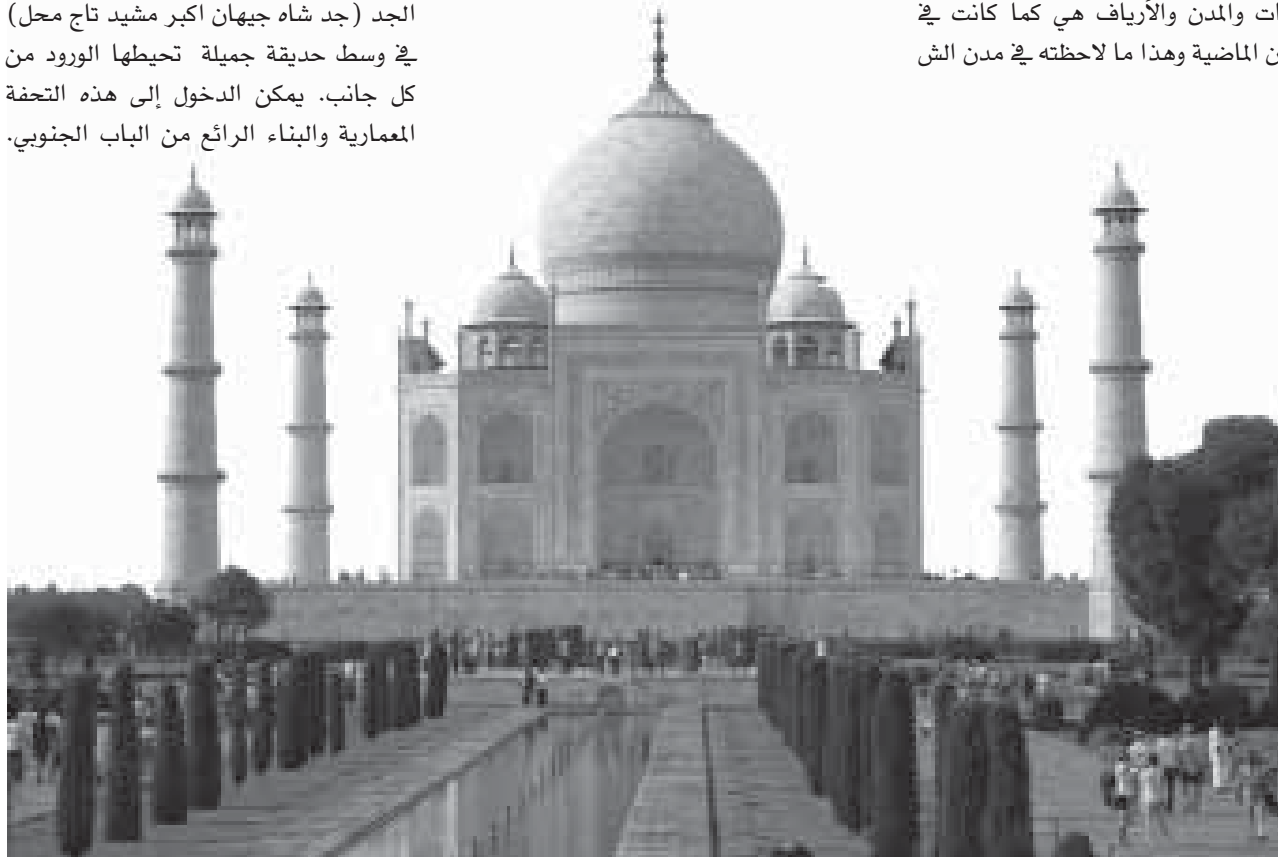 ات والمدن والأرياف هي كما كانت في
ن الماضية وهذا ما لاحظته في مدن الش
الجد (جد شاه جيهان اكبر مشيد تاج محل)
في وسط حديقة جميلة تحيطها الورود من
كل جانب. يمكن الدخول إلى هذه التحفة
المعمارية والبناء الرائع من الباب الجنوبي.